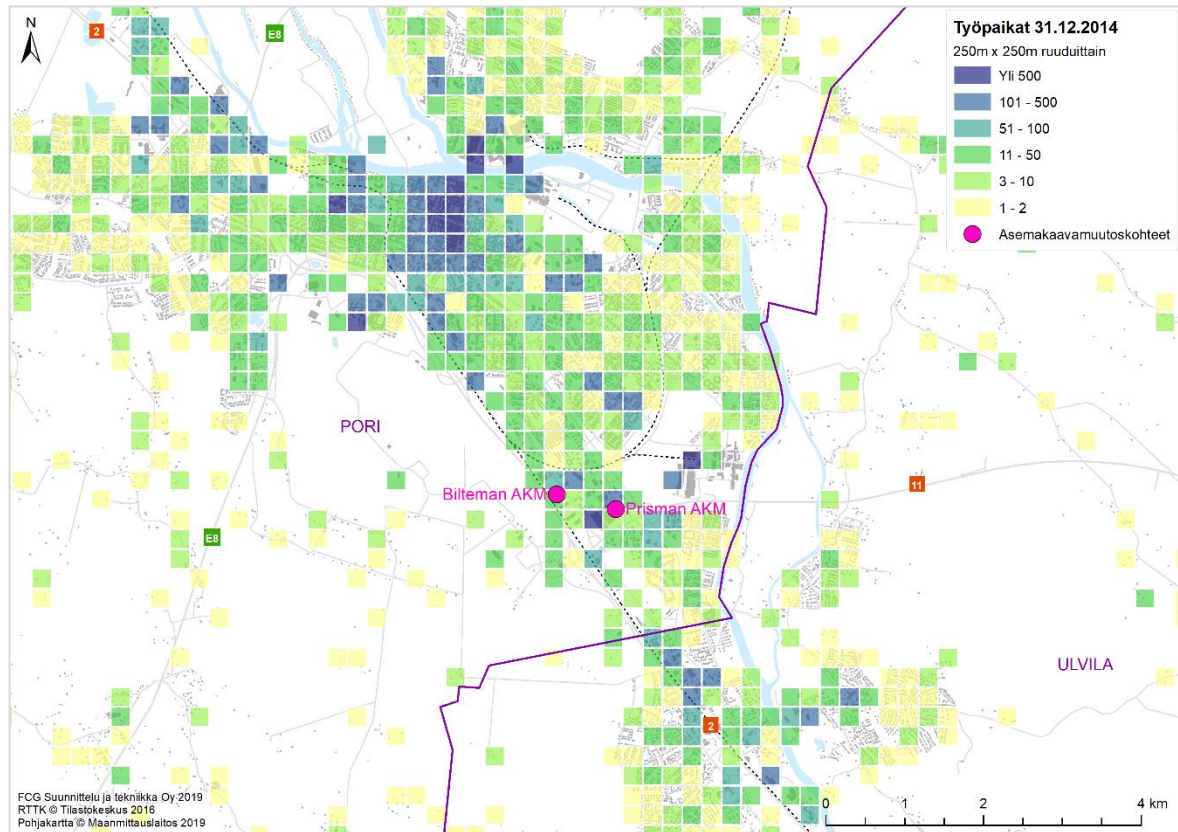 N
2
E8
Työpaikat 31.12.2014
250m x 250m ruuduittain
Yli 500
101 - 500
51 - 100
11 - 50
3 - 10
1 - 2
Asemakaavamuutoskohteet
PORI
11
Bilteman AKM
Prisman AKM
E8
ULVILA
2
FCG Suunnittelu ja tekniikka Oy 2019
RTTK © Tilastokeskus 2016
Pohjakartta © Maanmittauslaitos 2019
0 1 2 4 km